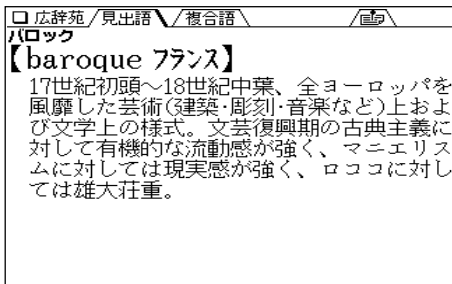 広辞苑 見出語 複合語
バロック
【baroque フランス】
17世紀初頭～18世紀中葉、全ヨーロッパを
風靡した芸術(建築･彫刻･音楽など)上およ
び文学上の様式。文芸復興期の古典主義に
対して有機的な流動感が強く、マニエリス
ムに対しては現実感が強く、ロココに対し
ては雄大荘重。